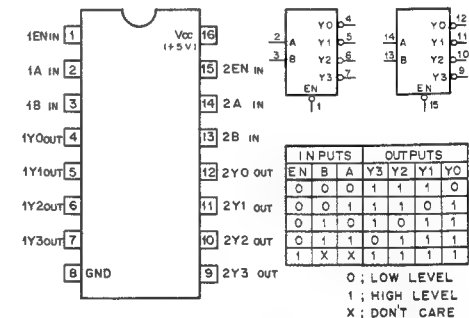 1EN IN 1
1A IN 2
1B IN 3
1Y0 OUT 4
1Y1 OUT 5
1Y2 OUT 6
1Y3 OUT 7
8 GND
Vcc 16
(+5V)
15 2EN IN
14 2A IN
13 2B IN
12 2Y0 OUT
11 2Y1 OUT
10 2Y2 OUT
9 2Y3 OUT
2 A Y0 4
3 B Y1 5
Y2 6
Y3 7
EN
1
14 A Y0 12
13 B Y1 11
Y2 10
Y3 9
EN
15
INPUTS OUTPUTS
EN B A Y3 Y2 Y1 Y0
0 0 0 1 1 1 0
0 0 1 1 1 0 1
0 1 0 1 0 1 1
0 1 1 0 1 1 1
1 X X 1 1 1 1
0 ; LOW LEVEL
1 ; HIGH LEVEL
X ; DON'T CARE